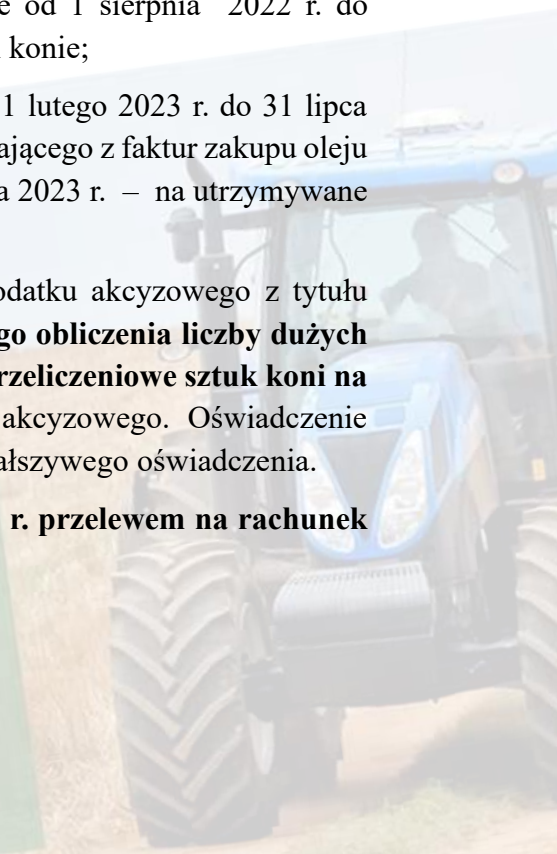 e od 1 sierpnia 2022 r. do
konie;
1 lutego 2023 r. do 31 lipca
ającego z faktur zakupu oleju
a 2023 r. – na utrzymywane
odatku akcyzowego z tytułu
go obliczenia liczby dużych
rzeliczeniowe sztuk koni na
akcyzowego. Oświadczenie
ałszywego oświadczenia.
r. przelewem na rachunek